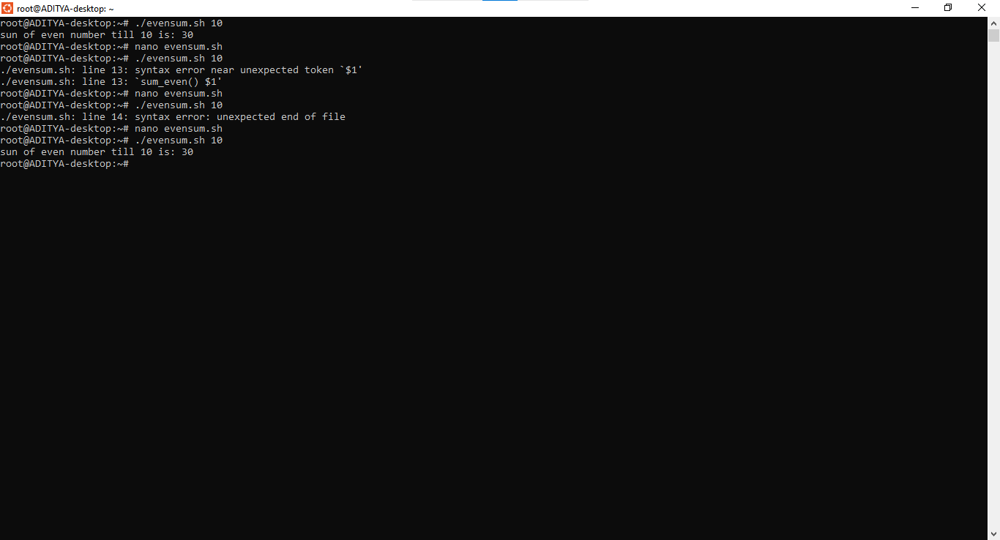 root@ADITYA-desktop: ~
root@ADITYA-desktop:~# ./evensum.sh 10
sun of even number till 10 is: 30
root@ADITYA-desktop:~# nano evensum.sh
root@ADITYA-desktop:~# ./evensum.sh 10
./evensum.sh: line 13: syntax error near unexpected token `$1'
./evensum.sh: line 13: `sum_even() $1'
root@ADITYA-desktop:~# nano evensum.sh
root@ADITYA-desktop:~# ./evensum.sh 10
./evensum.sh: line 14: syntax error: unexpected end of file
root@ADITYA-desktop:~# nano evensum.sh
root@ADITYA-desktop:~# ./evensum.sh 10
sun of even number till 10 is: 30
root@ADITYA-desktop:~#